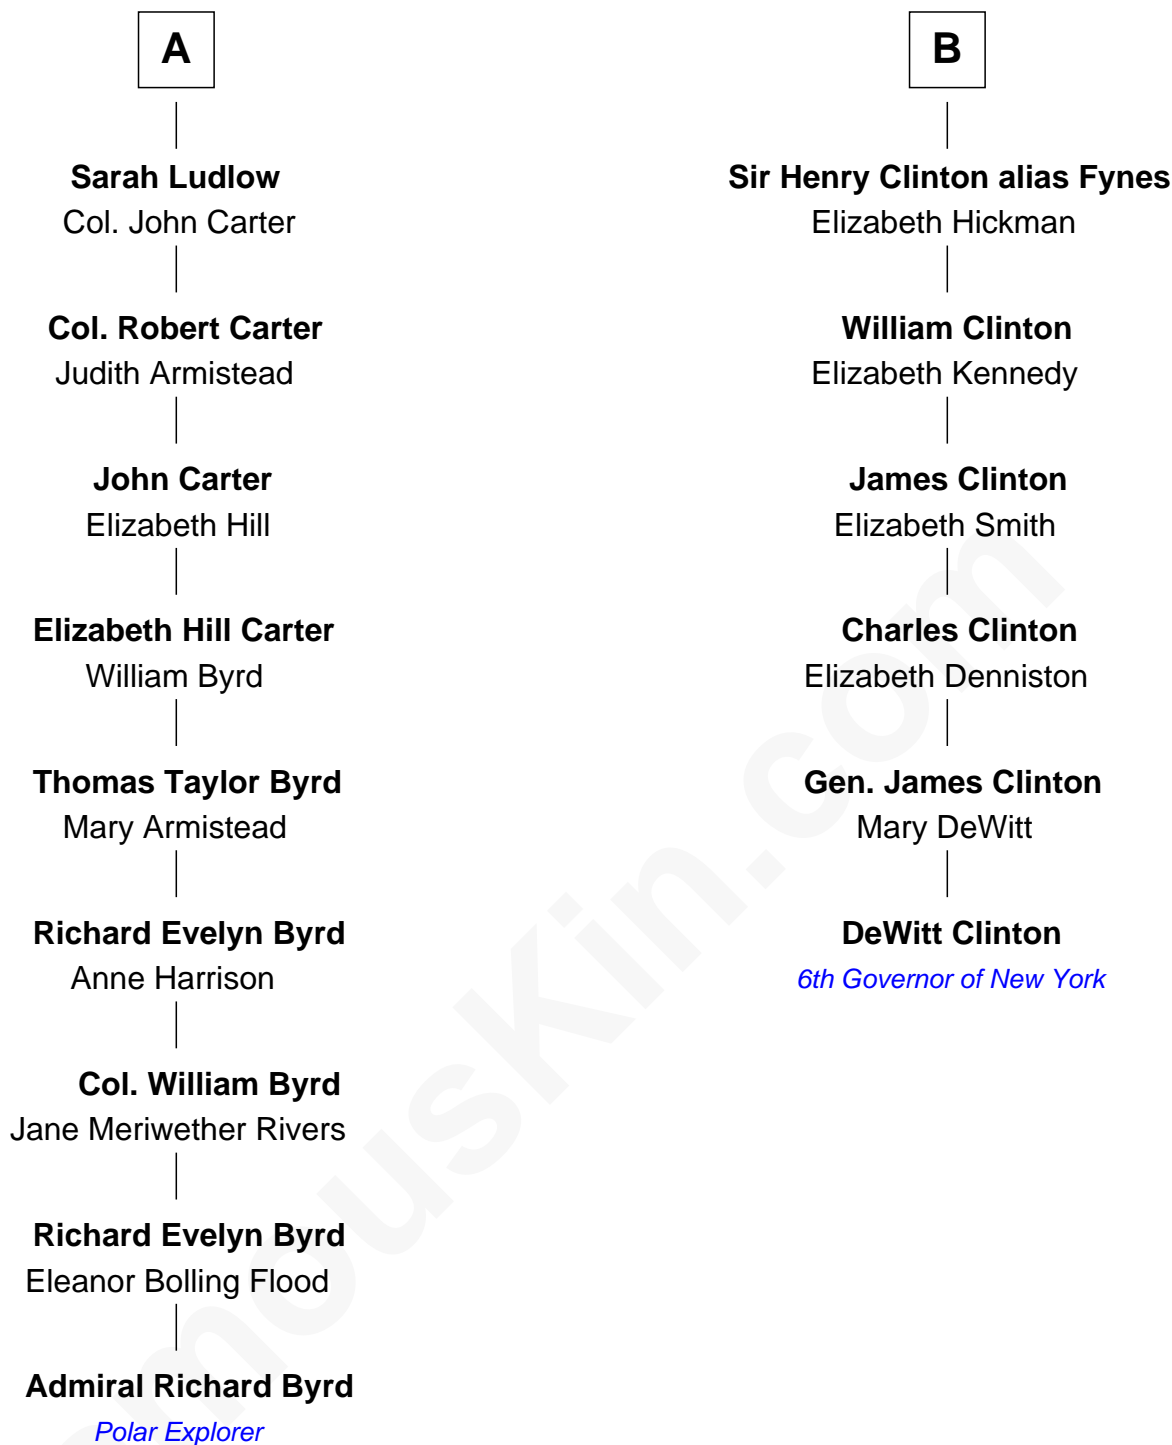 A
Sarah Ludlow
Col. John Carter
Col. Robert Carter
Judith Armistead
John Carter
Elizabeth Hill
Elizabeth Hill Carter
William Byrd
Thomas Taylor Byrd
Mary Armistead
Richard Evelyn Byrd
Anne Harrison
Col. William Byrd
Jane Meriwether Rivers
Richard Evelyn Byrd
Eleanor Bolling Flood
Admiral Richard Byrd
Polar Explorer
B
Sir Henry Clinton alias Fynes
Elizabeth Hickman
William Clinton
Elizabeth Kennedy
James Clinton
Elizabeth Smith
Charles Clinton
Elizabeth Denniston
Gen. James Clinton
Mary DeWitt
DeWitt Clinton
6th Governor of New York
mouskin.com